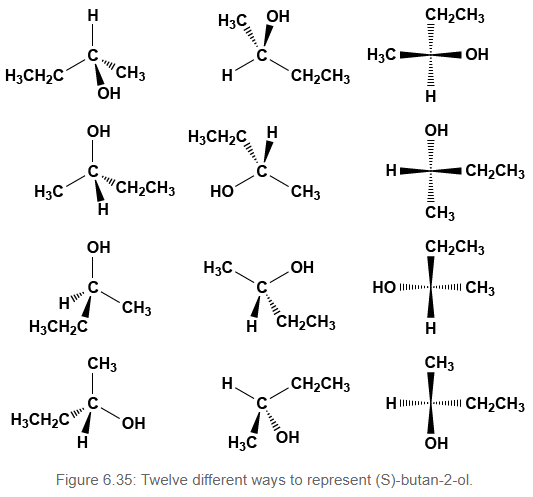 H
C
H3CH2C
CH3
OH
H3C
OH
C
H
CH2CH3
CH2CH3
H3C
OH
H
OH
C
H3C
CH2CH3
H
H3CH2C
H
C
HO
CH3
OH
H
CH2CH3
CH3
OH
H
C
CH3
H3CH2C
H3C
OH
C
H
CH2CH3
CH2CH3
HO
CH3
H
CH3
H3CH2C
C
OH
H
H
CH2CH3
C
H3C
OH
CH3
H
CH2CH3
OH
Figure 6.35: Twelve different ways to represent (S)-butan-2-ol.